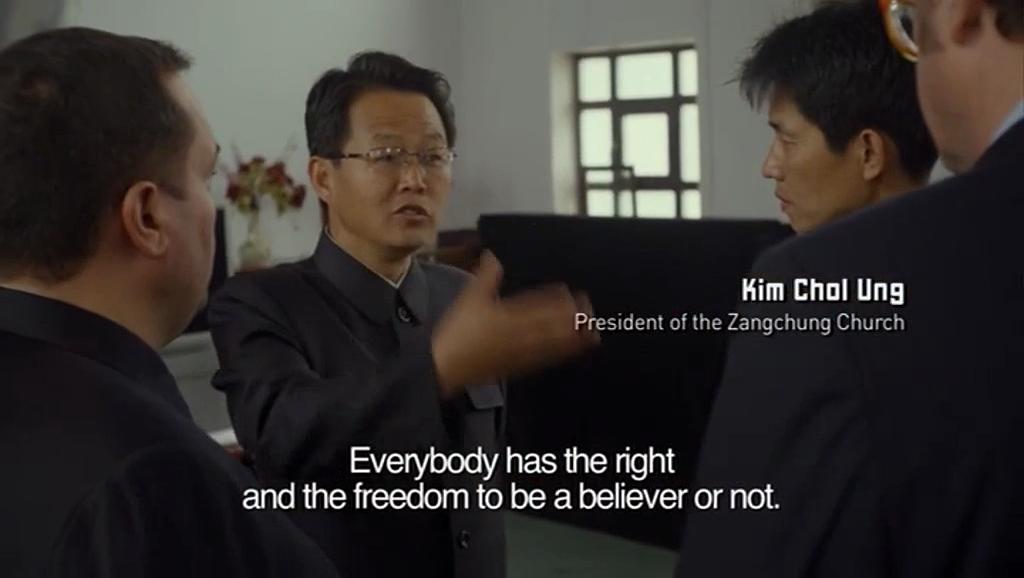 Kim Chol Ung
President of the Zangchung Church
Everybody has the right
and the freedom to be a believer or not.